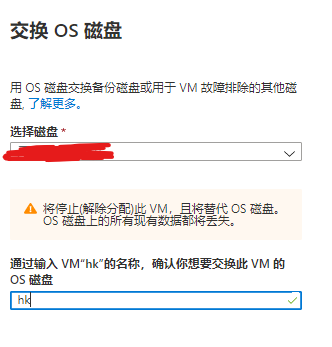 交换 OS 磁盘
用 OS 磁盘交换备份磁盘或用于 VM 故障排除的其他磁
盘, 了解更多。
选择磁盘 *
将停止(解除分配)此 VM，且将替代 OS 磁盘。
OS 磁盘上的所有现有数据都将丢失。
通过输入 VM“hk”的名称，确认你想要交换此 VM 的
OS 磁盘
hk